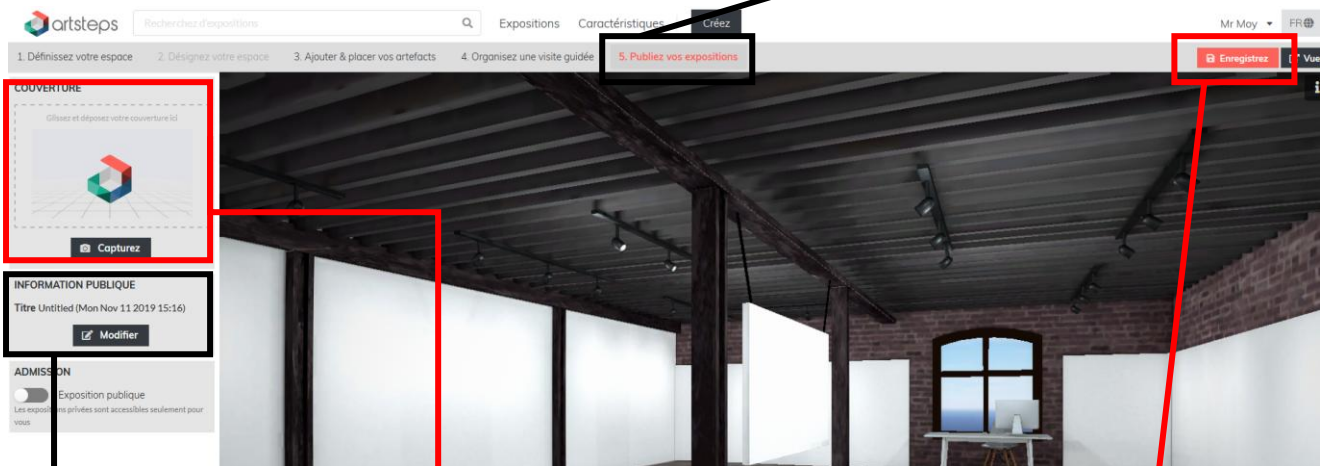 artsteps Recherchez d'expositions Expositions Caractéristiques Créez Mr Moy FR
1. Définissez votre espace 2. Désignez votre espace 3. Ajouter & placer vos artefacts 4. Organisez une visite guidée 5. Publiez vos expositions Enregistrez Vue
COUVERTURE
Glissez et déposez votre couverture ici
Capturez
INFORMATION PUBLIQUE
Titre Untitled (Mon Nov 11 2019 15:16)
Modifier
ADMISSION
Exposition publique
Les expositions privées sont accessibles seulement pour
vous